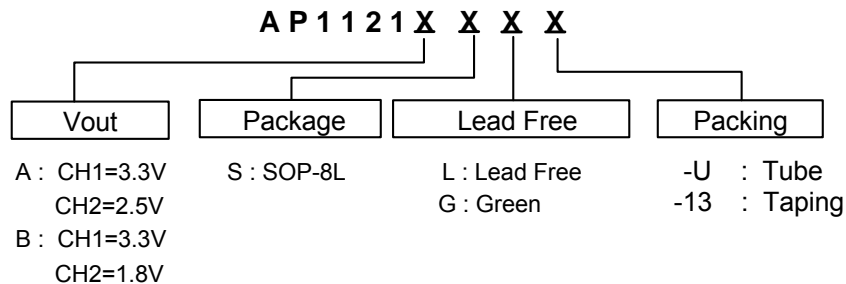 AP1121X X X X
Vout Package Lead Free Packing
A : CH1=3.3V S : SOP-8L L : Lead Free -U : Tube
CH2=2.5V G : Green -13 : Taping
B : CH1=3.3V
CH2=1.8V